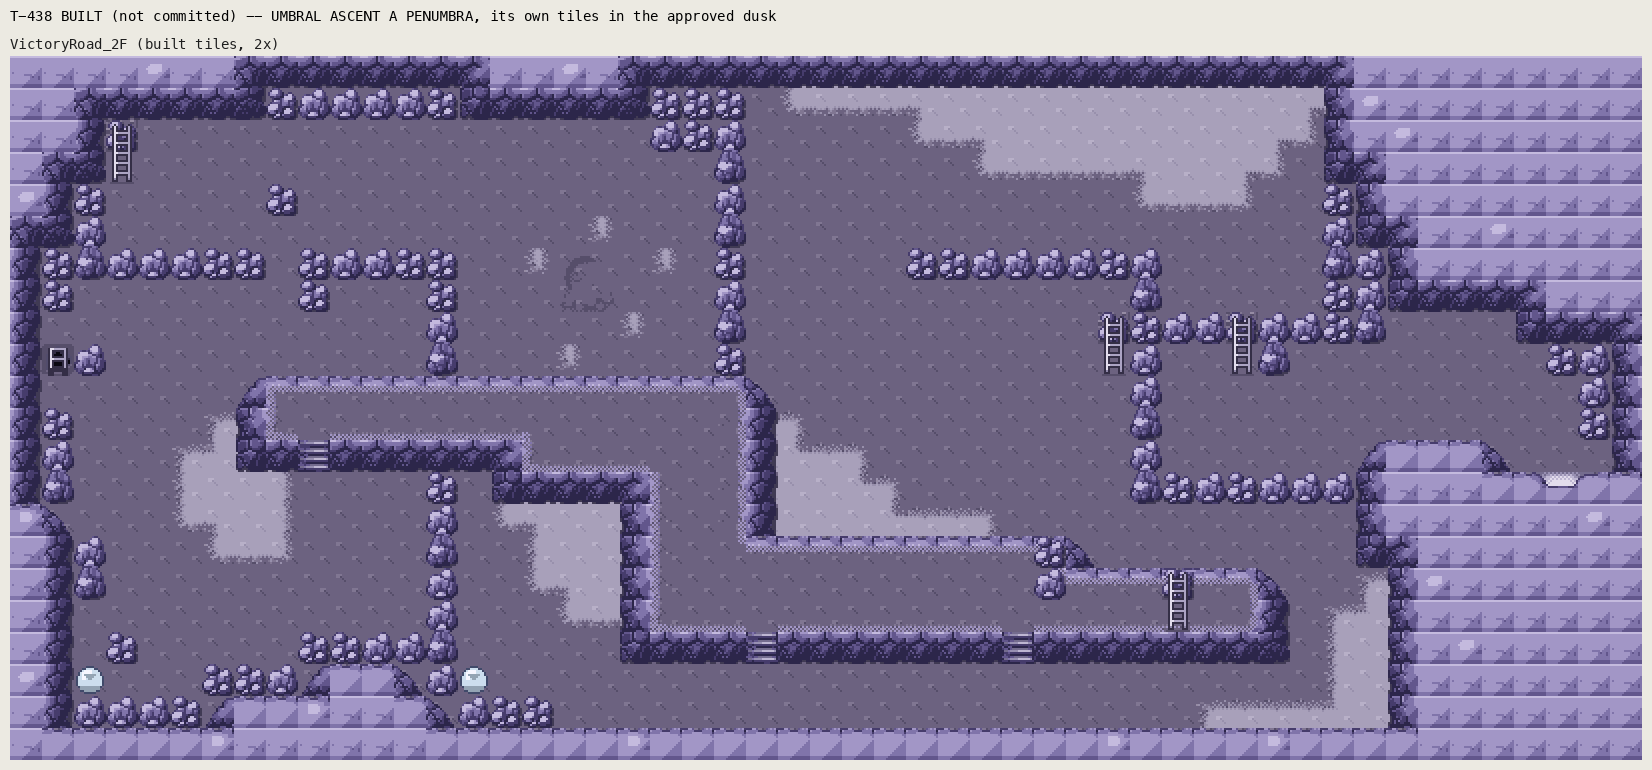 T-438 BUILT (not committed) -- UMBRAL ASCENT A PENUMBRA, its own tiles in the approved dusk
VictoryRoad_2F (built tiles, 2x)